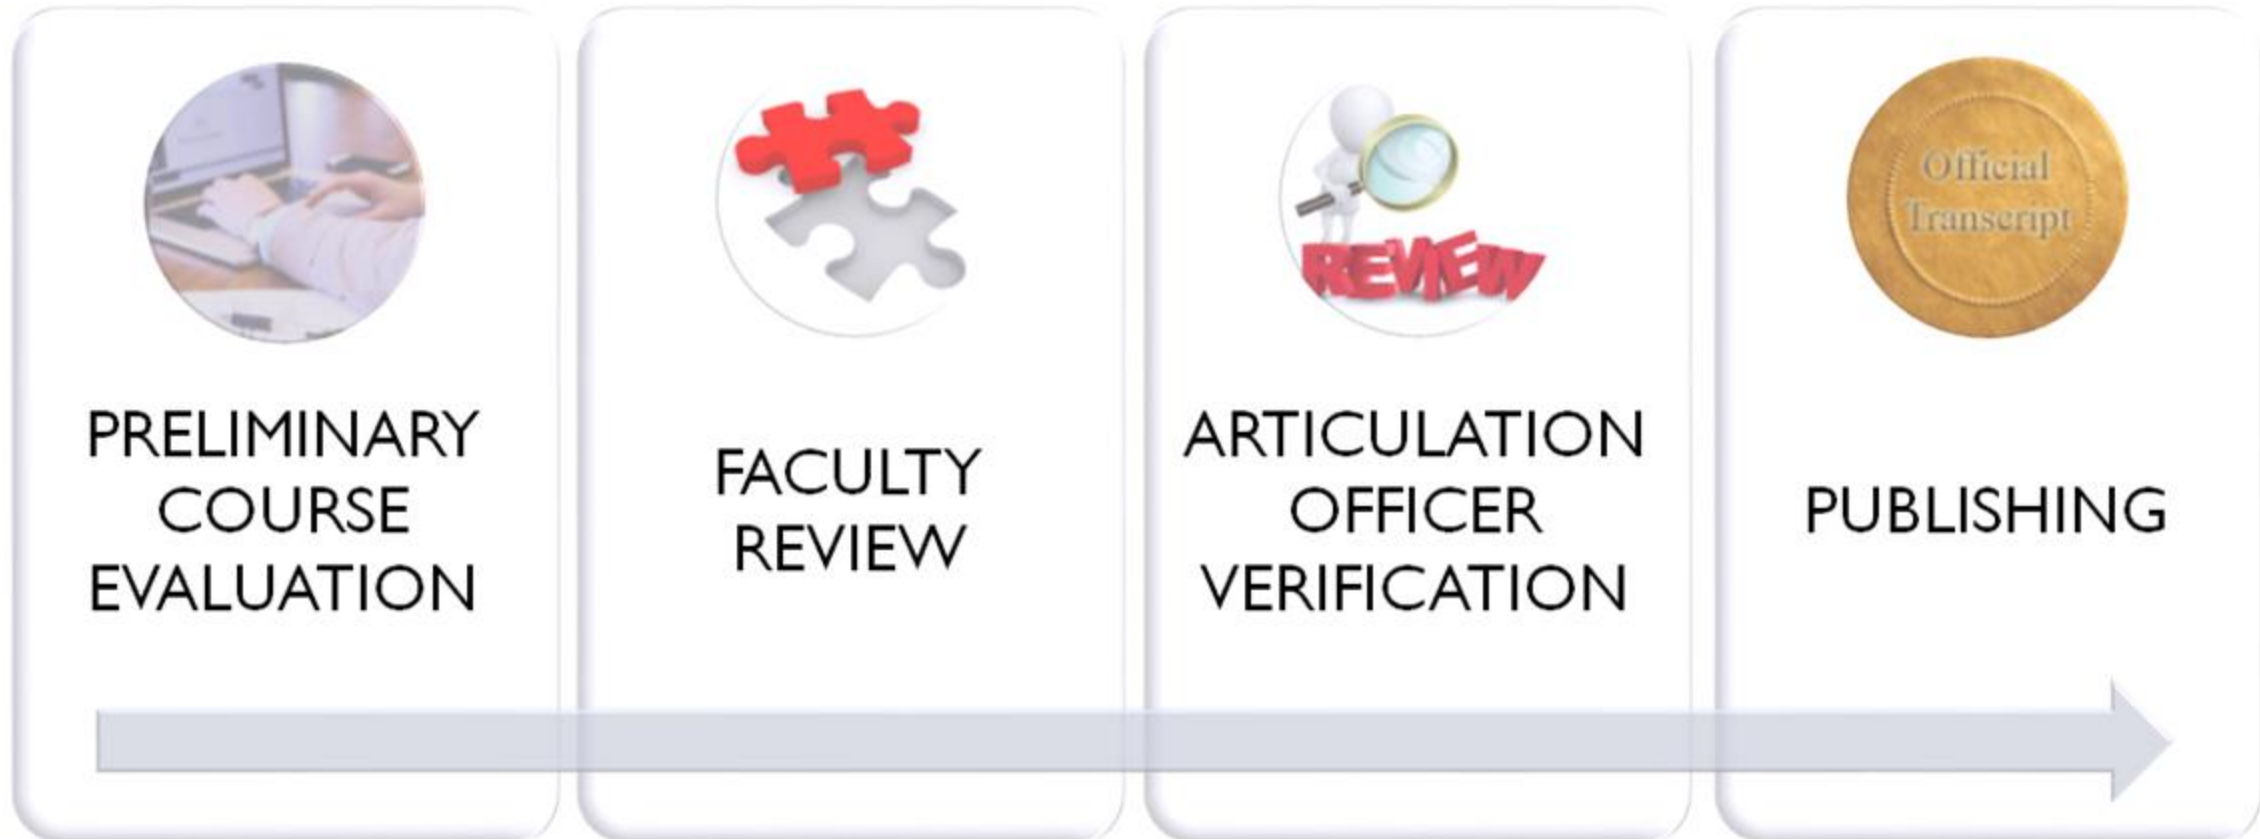 Official
Transcript
REVIEW
PRELIMINARY
COURSE
EVALUATION
FACULTY
REVIEW
ARTICULATION
OFFICER
VERIFICATION
PUBLISHING